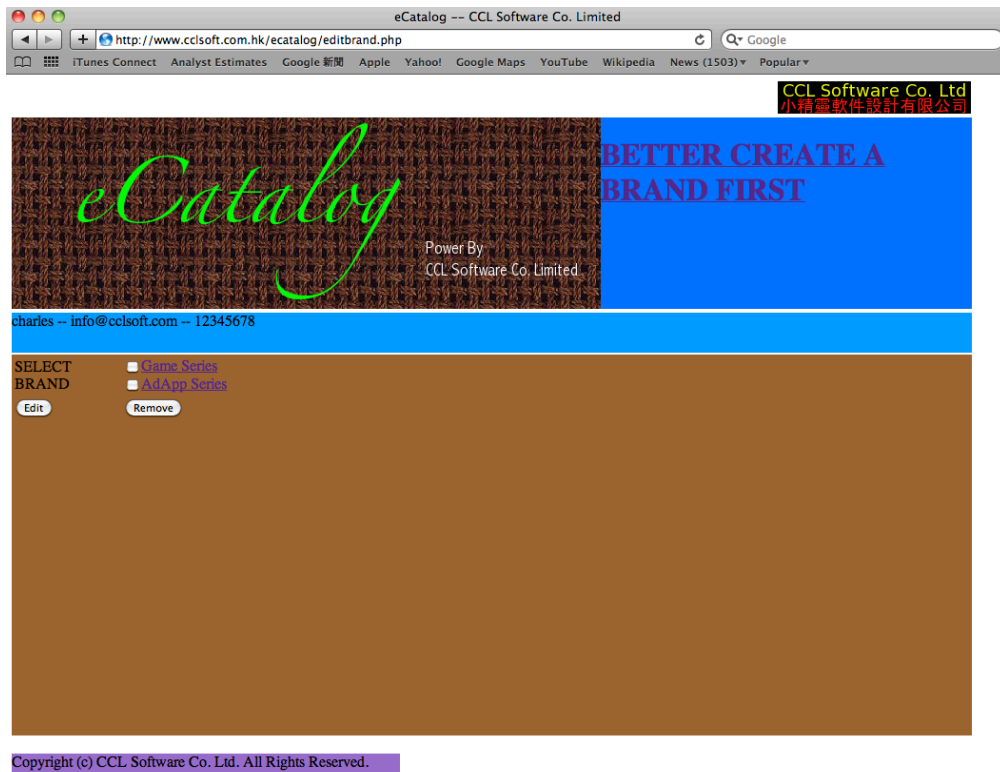 eCatalog -- CCL Software Co. Limited
http://www.cclsoft.com.hk/ecatalog/editbrand.php
Google
iTunes Connect Analyst Estimates Google 新聞 Apple Yahoo! Google Maps YouTube Wikipedia News (1503) Popular
CCL Software Co. Ltd
小精靈軟件設計有限公司
eCatalog
Power By
CCL Software Co. Limited
BETTER CREATE A
BRAND FIRST
charles -- info@cclsoft.com -- 12345678
SELECT
BRAND
Game Series
AdApp Series
Edit
Remove
Copyright (c) CCL Software Co. Ltd. All Rights Reserved.